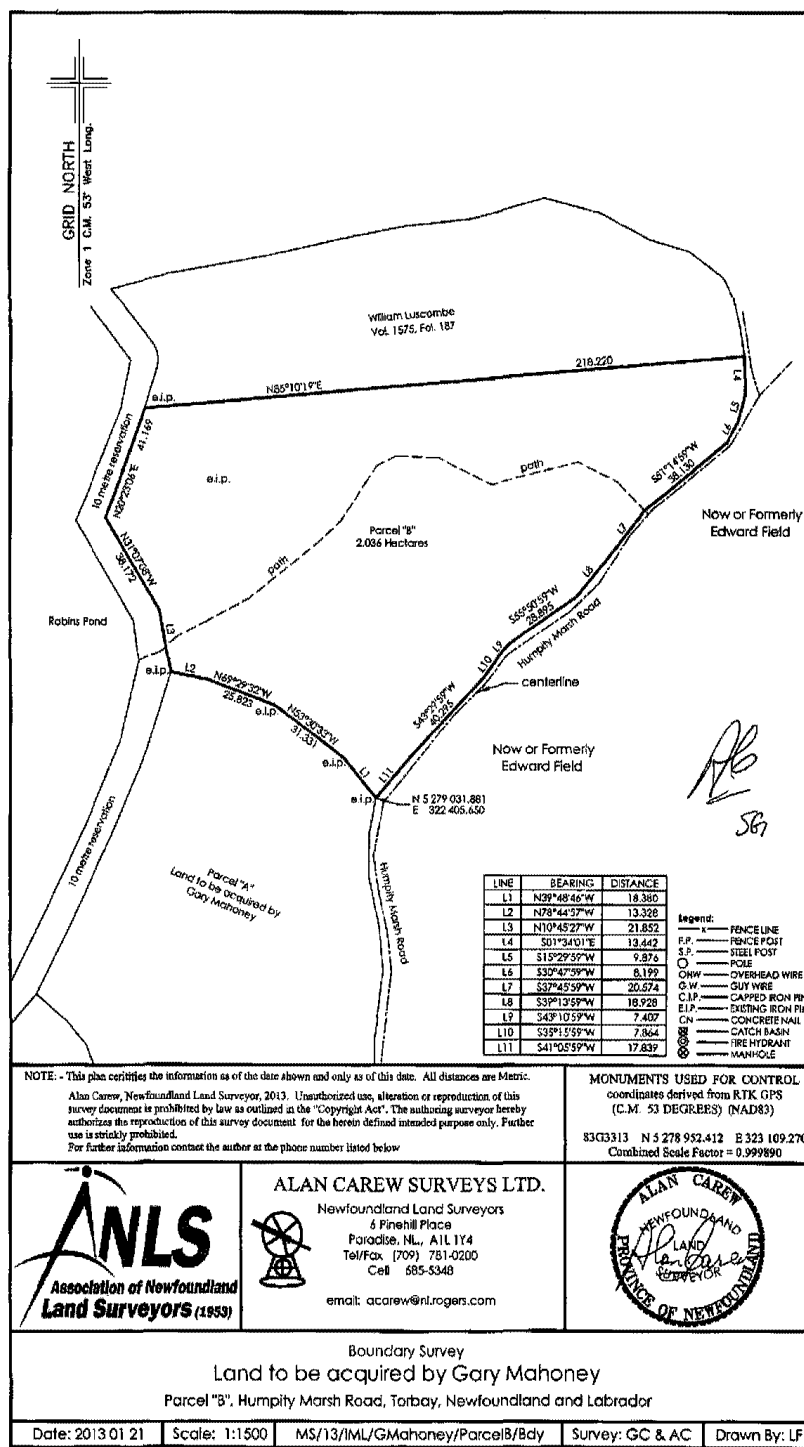 GRID NORTH
Zone 1 C.M. 53° West Long.
William Luscombe
Vol. 1575, Fol. 187
218.220
N85°10'19"E
e.i.p.
L4
L5
L6
10 metre reservation
41.169
N20°23'06"E
e.i.p.
path
S51°14'59"W
38.130
Now or Formerly
Edward Field
Parcel "B"
2.036 Hectares
L7
N31°07'08"W
38.172
path
L8
Robins Pond
L3
S55°50'59"W
28.895
Humpity Marsh Road
e.i.p.
L2
L9
L10
N69°29'32"W
25.823
e.i.p.
centerline
N53°30'33"W
31.331
S43°29'59"W
40.295
e.i.p.
L1
L11
Now or Formerly
Edward Field
e.i.p.
N 5 279 031.881
E 322 405.650
10 metre reservation
SG
Parcel "A"
Land to be acquired by
Gary Mahoney
Humpity Marsh Road
LINE BEARING DISTANCE
L1 N39°48'46"W 18.380
L2 N78°44'57"W 13.328
L3 N10°45'27"W 21.852
L4 S01°34'01"E 13.442
L5 S15°29'59"W 9.876
L6 S30°47'59"W 8.199
L7 S37°45'59"W 20.574
L8 S39°13'59"W 18.928
L9 S43°10'59"W 7.407
L10 S35°15'59"W 7.864
L11 S41°05'59"W 17.839
Legend:
x FENCE LINE
F.P. FENCE POST
S.P. STEEL POST
POLE
OHW OVERHEAD WIRE
G.W. GUY WIRE
C.I.P. CAPPED IRON PIN
E.I.P. EXISTING IRON PIN
CN CONCRETE NAIL
CATCH BASIN
FIRE HYDRANT
MANHOLE
NOTE: - This plan certifies the information as of the date shown and only as of this date. All distances are Metric.
Alan Carew, Newfoundland Land Surveyor, 2013. Unauthorized use, alteration or reproduction of this
survey document is prohibited by law as outlined in the "Copyright Act". The authoring surveyor hereby
authorizes the reproduction of this survey document for the herein defined intended purpose only. Further
use is strickly prohibited.
For further information contact the author at the phone number listed below
MONUMENTS USED FOR CONTROL
coordinates derived from RTK GPS
(C.M. 53 DEGREES) (NAD83)
83G3313 N 5 278 952.412 E 323 109.270
Combined Scale Factor = 0.999890
ANLS
Association of Newfoundland
Land Surveyors (1953)
ALAN CAREW SURVEYS LTD.
Newfoundland Land Surveyors
6 Pinehill Place
Paradise, NL., A1L 1Y4
Tel/Fax (709) 781-0200
Cell 685-5348
email: acarew@nl.rogers.com
ALAN CAREW
NEWFOUNDLAND
LAND
SURVEYOR
PROVINCE OF NEWFOUNDLAND
Boundary Survey
Land to be acquired by Gary Mahoney
Parcel "B", Humpity Marsh Road, Torbay, Newfoundland and Labrador
Date: 2013 01 21 Scale: 1:1500 MS/13/IML/GMahoney/ParcelB/Bdy Survey: GC & AC Drawn By: LF